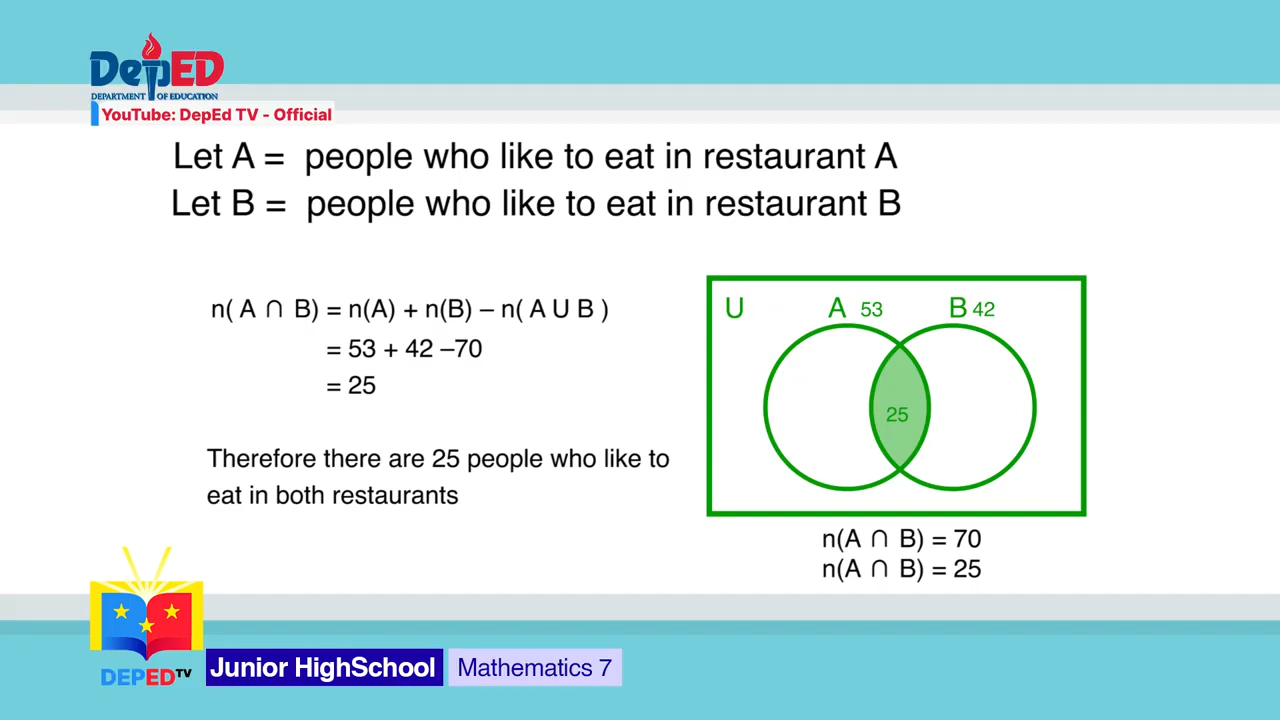 DepED
DEPARTMENT OF EDUCATION
YouTube: DepEd TV - Official
Let A = people who like to eat in restaurant A
Let B = people who like to eat in restaurant B
n( A ∩ B) = n(A) + n(B) – n( A U B )
= 53 + 42 –70
= 25
Therefore there are 25 people who like to
eat in both restaurants
U A 53 B 42
25
n(A ∩ B) = 70
n(A ∩ B) = 25
DEPED TV
Junior HighSchool Mathematics 7